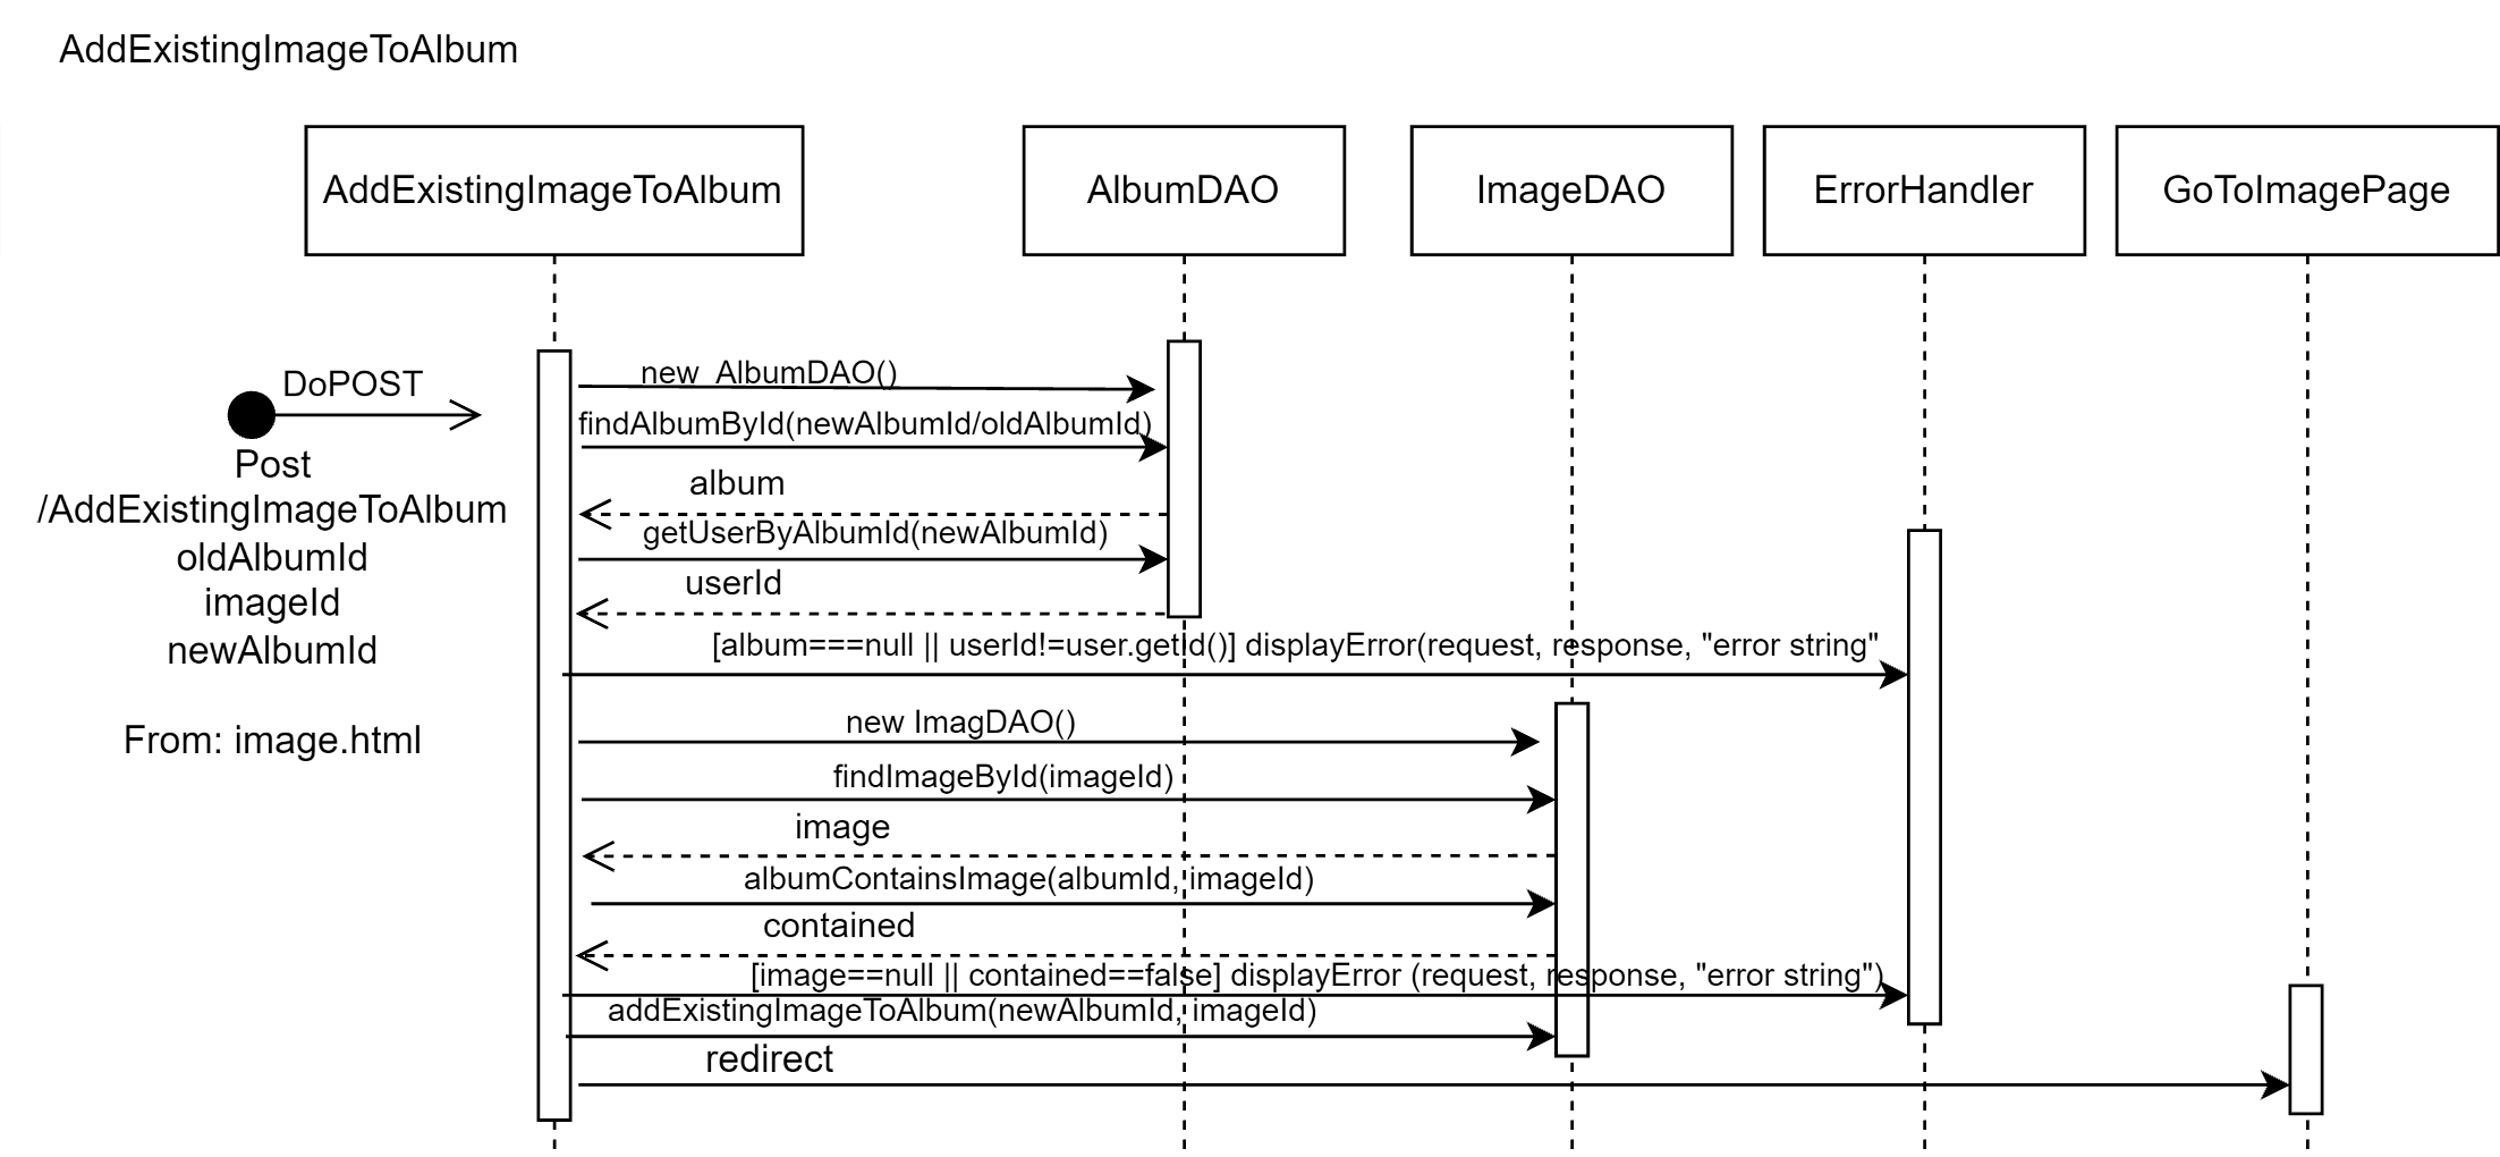 AddExistingImageToAlbum
AddExistingImageToAlbum
AlbumDAO
ImageDAO
ErrorHandler
GoToImagePage
DoPOST
Post
/AddExistingImageToAlbum
oldAlbumId
imageId
newAlbumId
From: image.html
new  AlbumDAO()
findAlbumById(newAlbumId/oldAlbumId)
album
getUserByAlbumId(newAlbumId)
userId
[album===null || userId!=user.getId()] displayError(request, response, "error string"
new ImagDAO()
findImageById(imageId)
image
albumContainsImage(albumId, imageId)
contained
[image==null || contained==false] displayError (request, response, "error string")
addExistingImageToAlbum(newAlbumId, imageId)
redirect